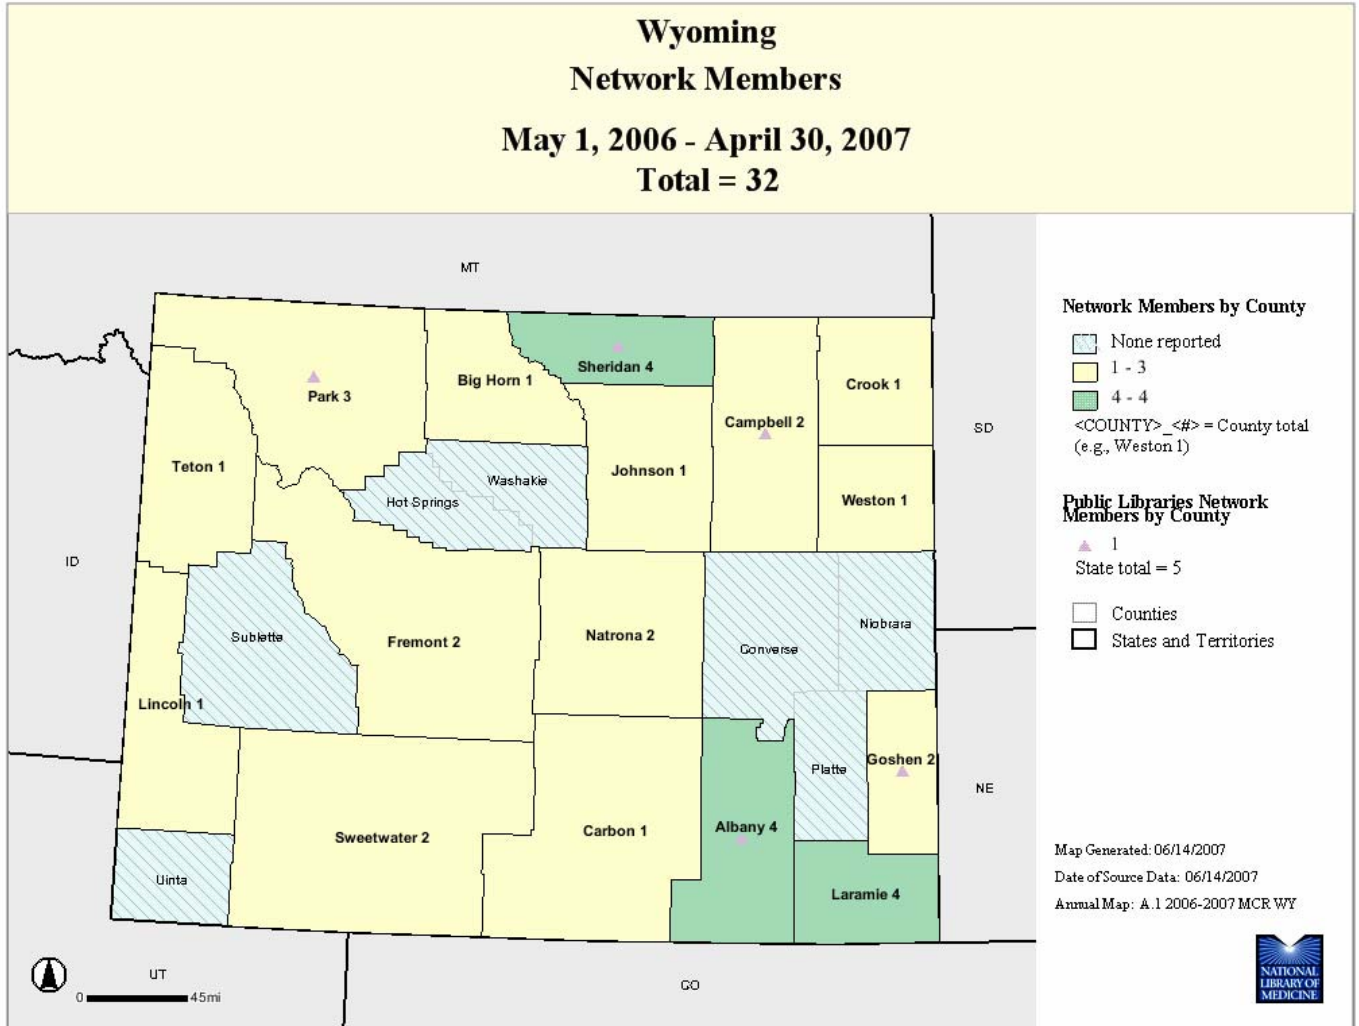 Wyoming
Network Members
May 1, 2006 - April 30, 2007
Total = 32
MT
Sheridan 4
Big Horn 1
Park 3
Crook 1
Campbell 2
SD
Teton 1
Johnson 1
Washakie
Hot Springs
Weston 1
ID
Niobrara
Sublette
Fremont 2
Natrona 2
Converse
Lincoln 1
Goshen 2
Platte
NE
Albany 4
Carbon 1
Sweetwater 2
Uinta
Laramie 4
UT
0 45mi
CO
Network Members by County
None reported
1 - 3
4 - 4
<COUNTY>_<#> = County total
(e.g., Weston 1)
Public Libraries Network
Members by County
1
State total = 5
Counties
States and Territories
Map Generated: 06/14/2007
Date of Source Data: 06/14/2007
Annual Map: A.1 2006-2007 MCR WY
NATIONAL
LIBRARY OF
MEDICINE